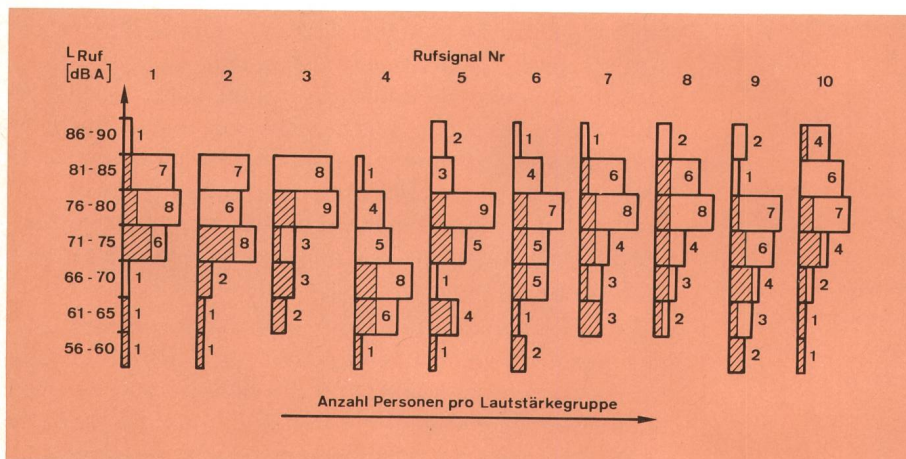 L Ruf Rufsignal Nr
[dB A] 1 2 3 4 5 6 7 8 9 10
86-90 1 2 1 1 2 2 4
81-85 7 7 8 1 3 4 6 6 1 6
76-80 8 6 9 4 9 7 8 8 7 7
71-75 6 8 3 5 5 5 4 4 6 4
66-70 1 2 3 8 1 5 3 3 4 2
61-65 1 1 2 6 4 1 3 2 3 1
56-60 1 1 1 1 2 2 1
Anzahl Personen pro Lautstärkegruppe